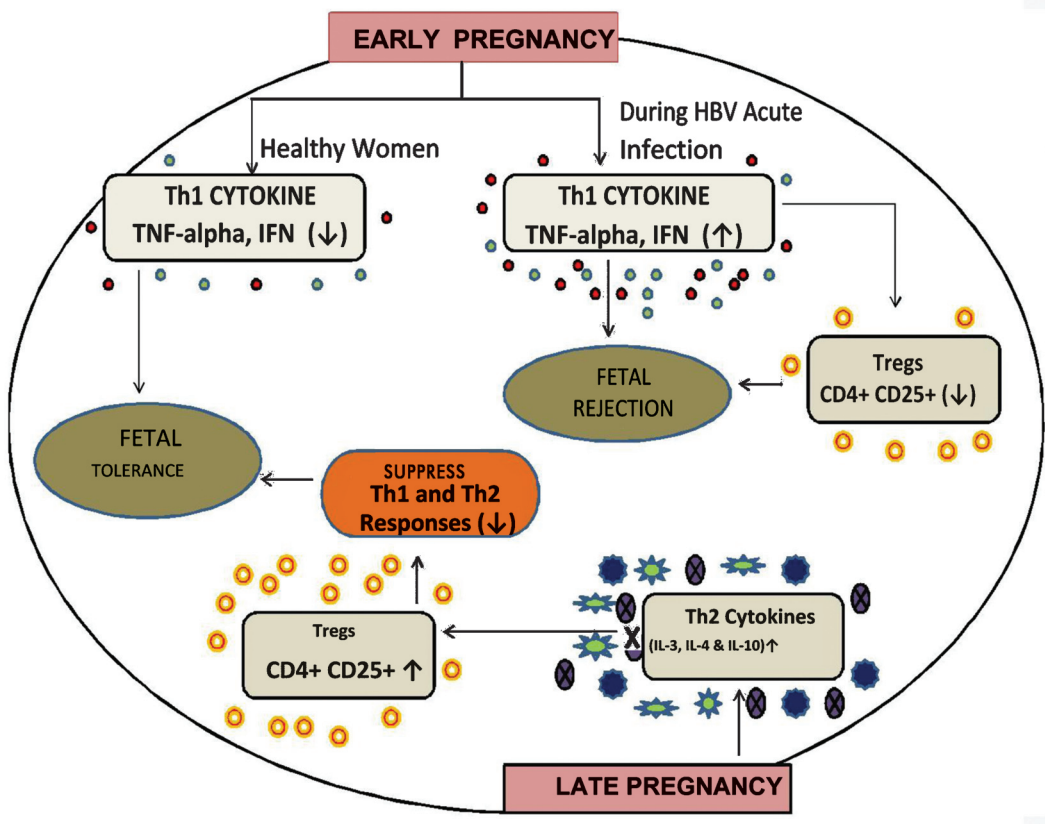 EARLY PREGNANCY
During HBV Acute
Infection
Healthy Women
Th1 CYTOKINE
TNF-alpha, IFN (↓)
Th1 CYTOKINE
TNF-alpha, IFN (↑)
FETAL
REJECTION
Tregs
CD4+ CD25+ (↓)
FETAL
TOLERANCE
SUPPRESS
Th1 and Th2
Responses (↓)
Tregs
CD4+ CD25+ ↑
X
Th2 Cytokines
(IL-3, IL-4 & IL-10)↑
LATE PREGNANCY